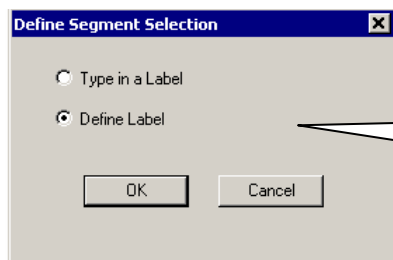 Define Segment Selection
Type in a Label
Define Label
OK Cancel